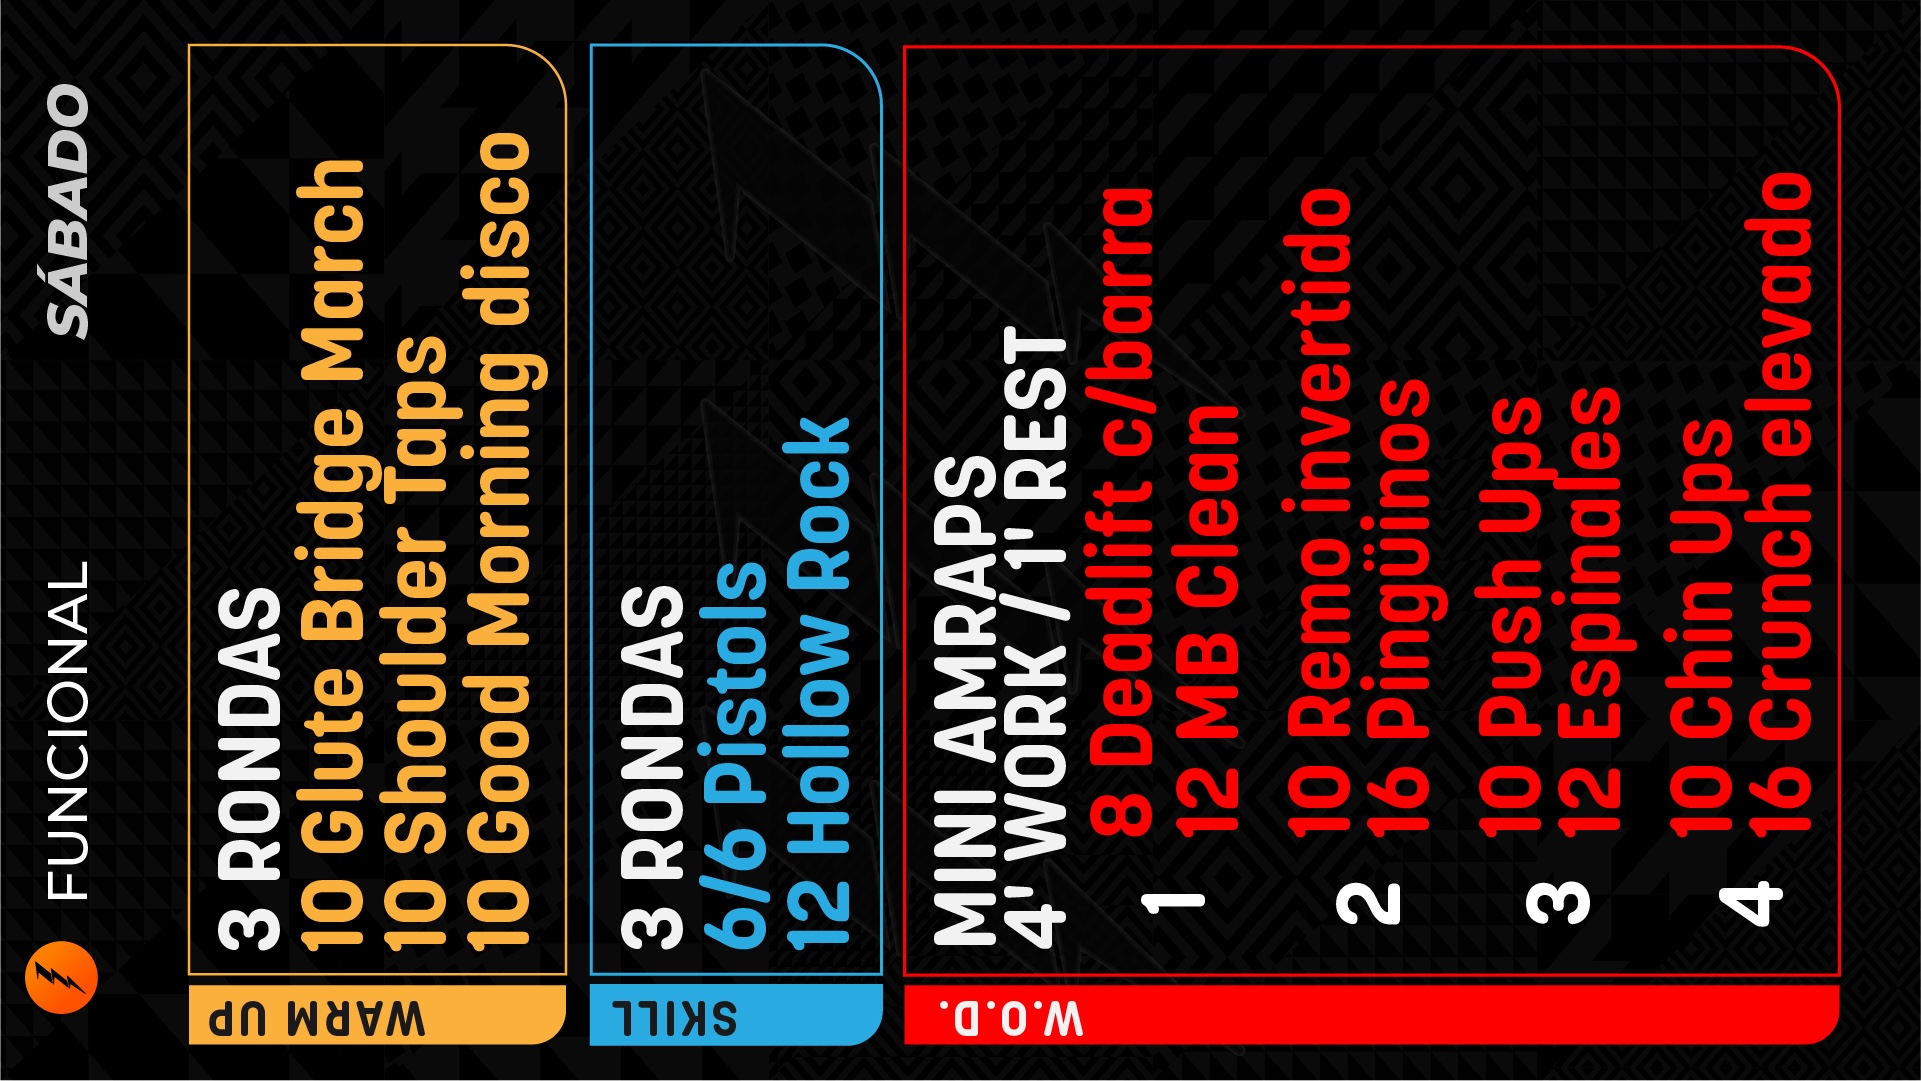 FUNCIONAL
SÁBADO
WARM UP
3 RONDAS
10 Glute Bridge March
10 Shoulder Taps
10 Good Morning disco
SKILL
3 RONDAS
6/6 Pistols
12 Hollow Rock
W.O.D.
MINI AMRAPS
4' WORK / 1' REST
1
8 Deadlift c/barra
12 MB Clean
2
10 Remo invertido
16 Pingüinos
3
10 Push Ups
12 Espinales
4
10 Chin Ups
16 Crunch elevado